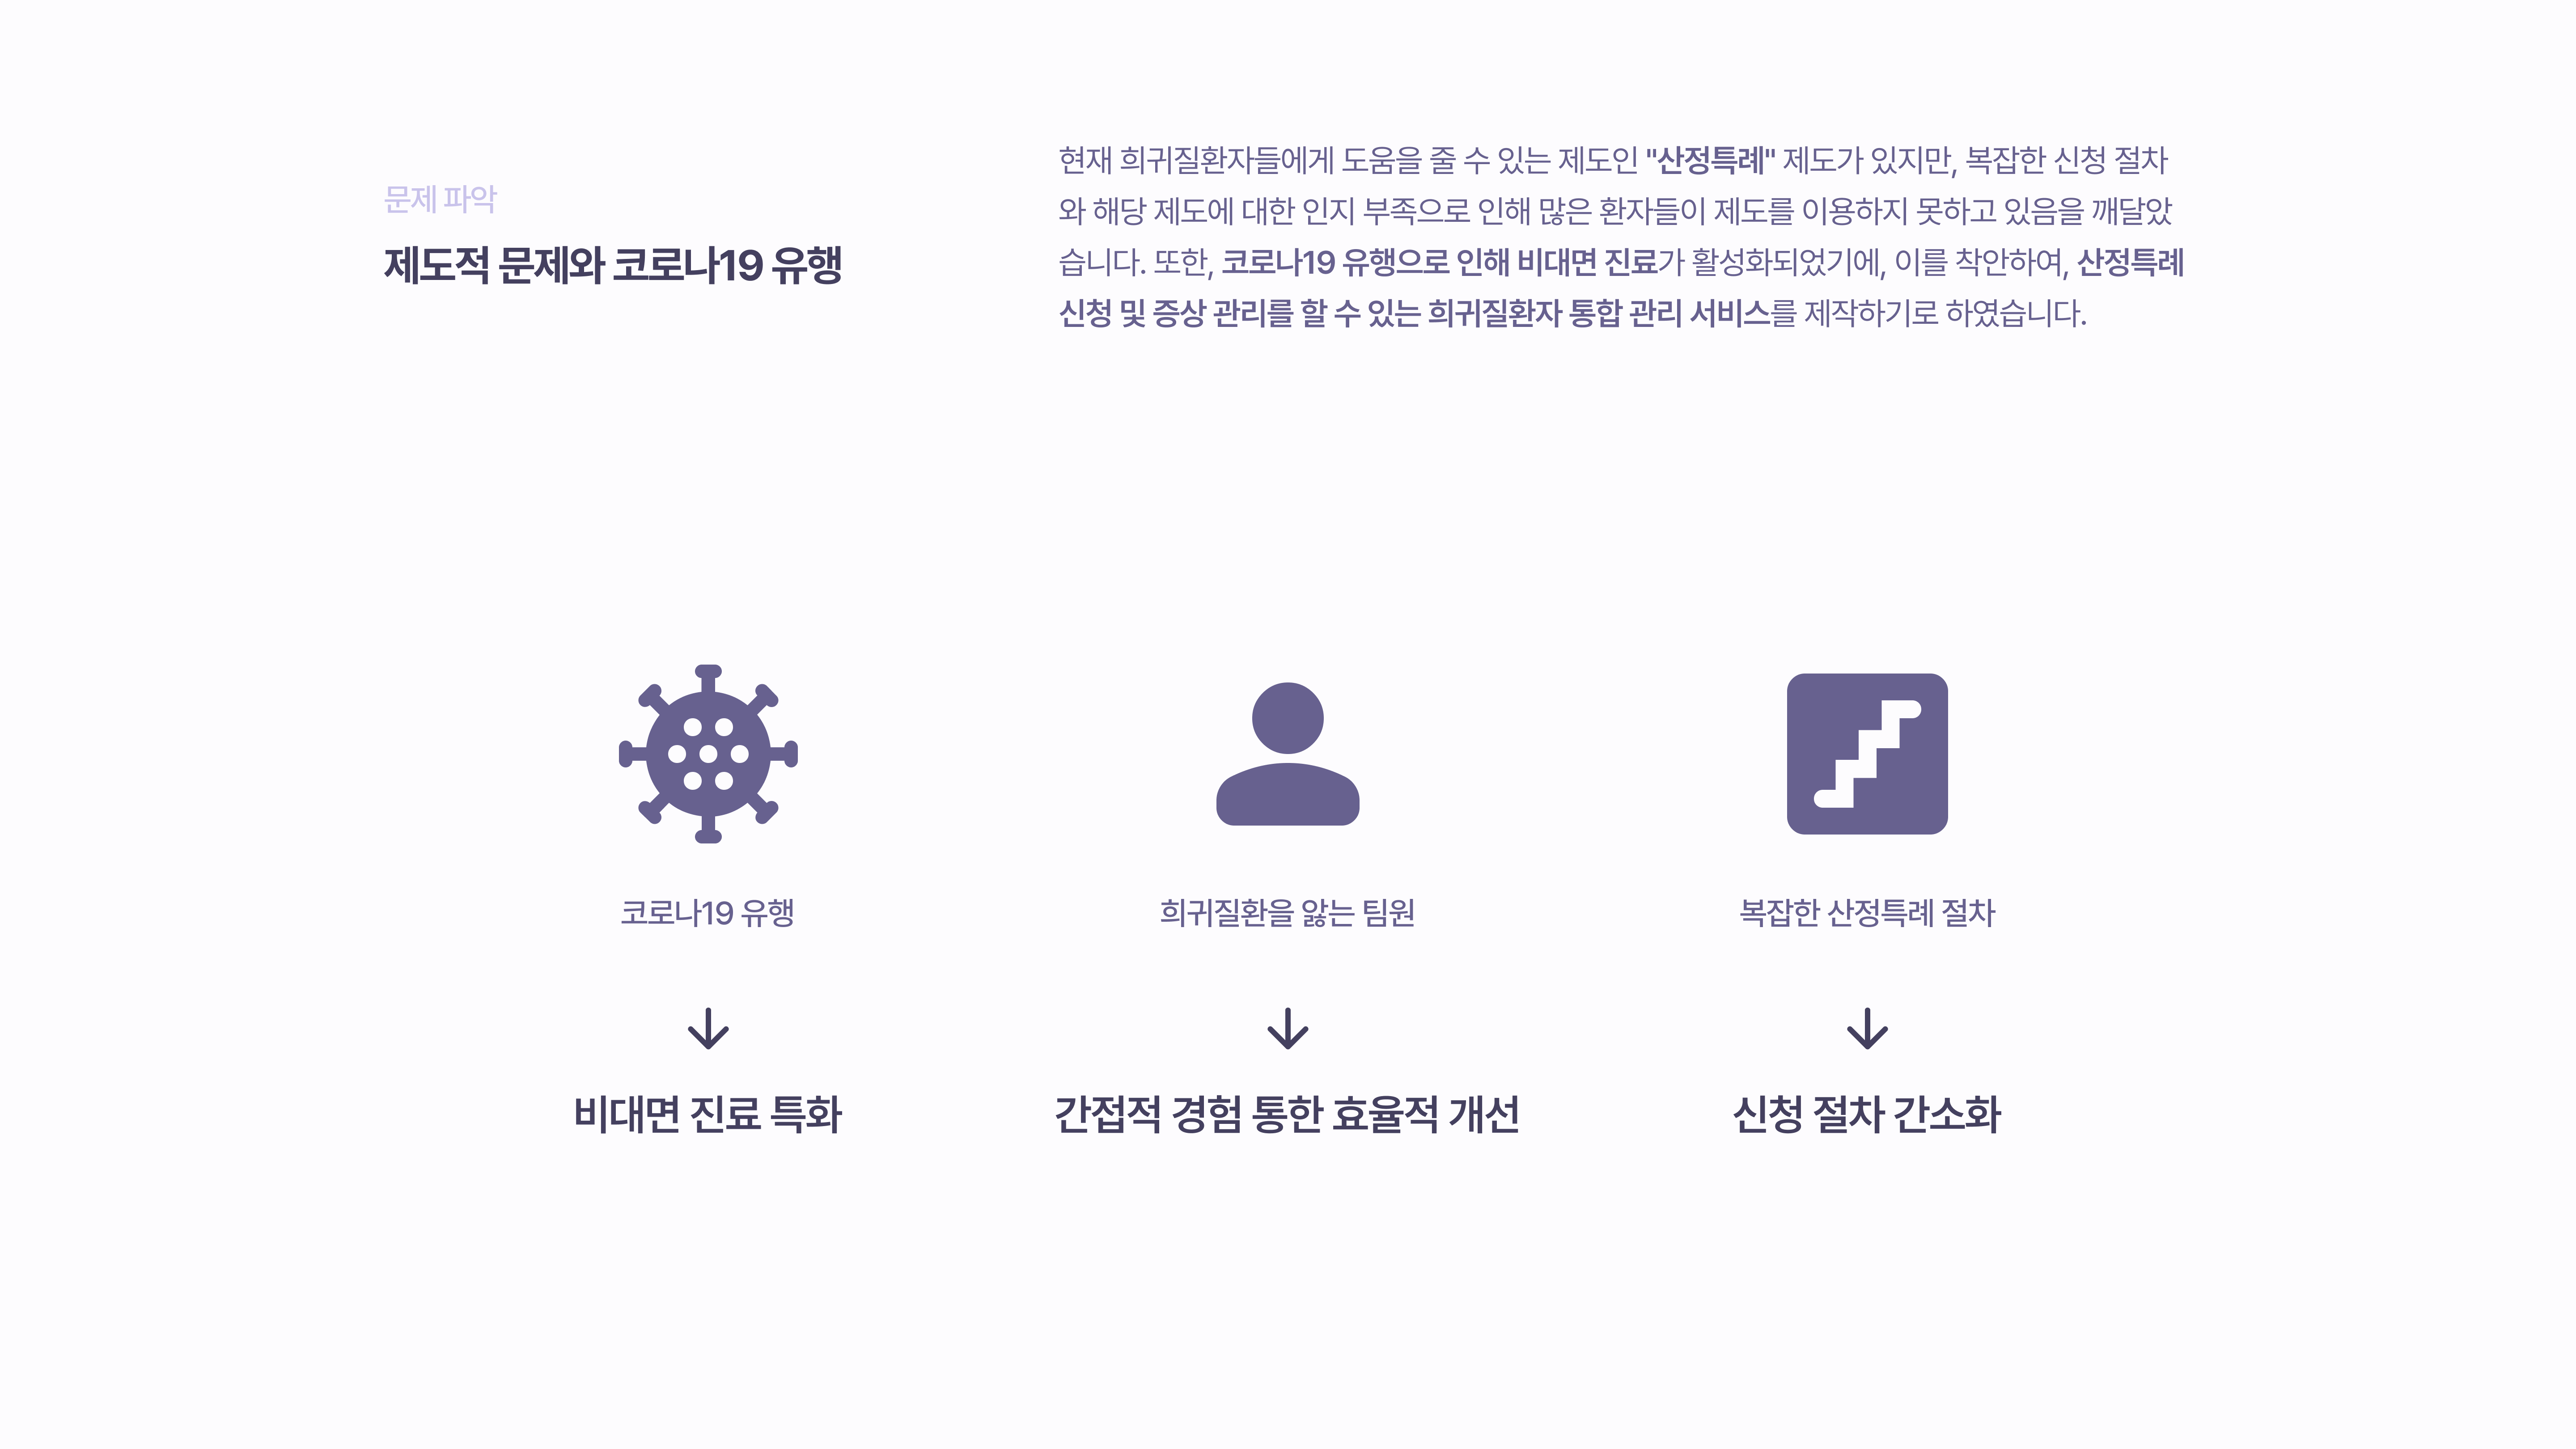 문제 파악
제도적 문제와 코로나19 유행
현재 희귀질환자들에게 도움을 줄 수 있는 제도인 "산정특례" 제도가 있지만, 복잡한 신청 절차
와 해당 제도에 대한 인지 부족으로 인해 많은 환자들이 제도를 이용하지 못하고 있음을 깨달았
습니다. 또한, 코로나19 유행으로 인해 비대면 진료가 활성화되었기에, 이를 착안하여, 산정특례
신청 및 증상 관리를 할 수 있는 희귀질환자 통합 관리 서비스를 제작하기로 하였습니다.
코로나19 유행
희귀질환을 앓는 팀원
복잡한 산정특례 절차
비대면 진료 특화
간접적 경험 통한 효율적 개선
신청 절차 간소화